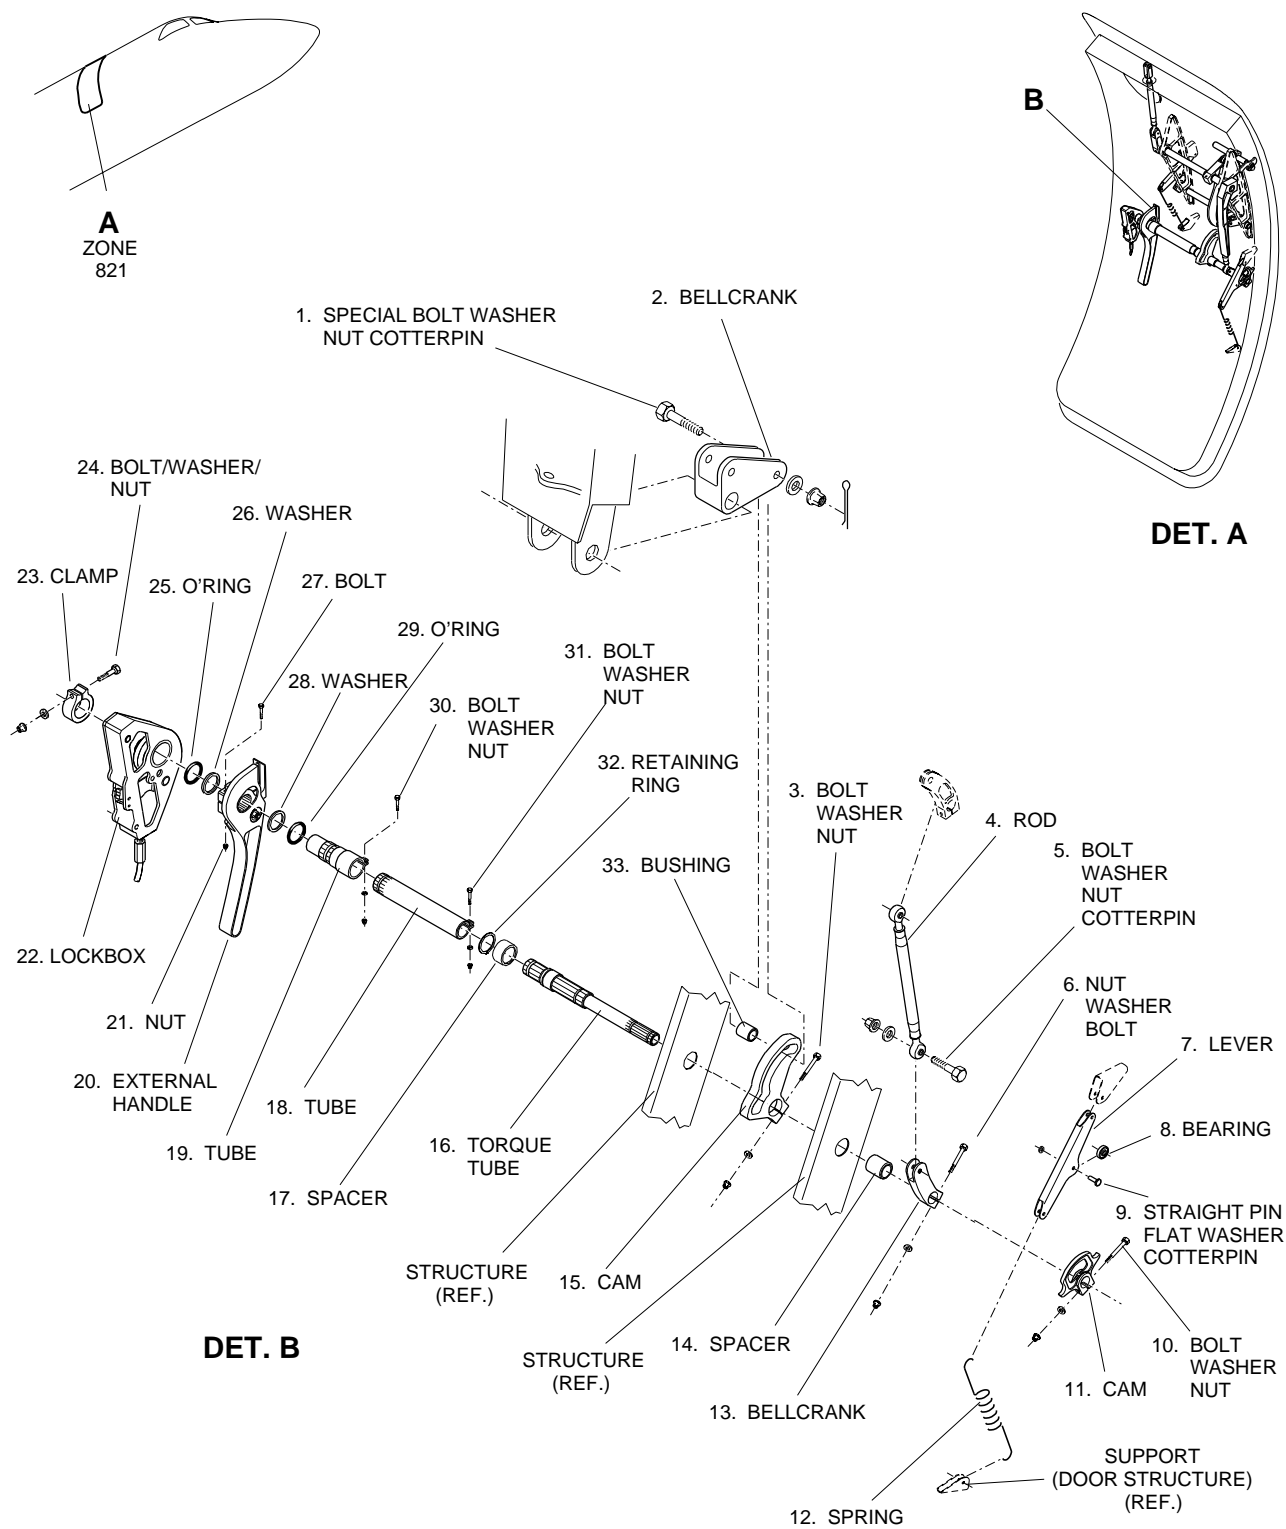 A
ZONE
821
B
DET. A
1. SPECIAL BOLT WASHER
NUT COTTERPIN
2. BELLCRANK
24. BOLT/WASHER/
NUT
26. WASHER
23. CLAMP
25. O'RING
27. BOLT
29. O'RING
28. WASHER
30. BOLT
WASHER
NUT
31. BOLT
WASHER
NUT
32. RETAINING
RING
33. BUSHING
3. BOLT
WASHER
NUT
4. ROD
5. BOLT
WASHER
NUT
COTTERPIN
6. NUT
WASHER
BOLT
7. LEVER
8. BEARING
9. STRAIGHT PIN
FLAT WASHER
COTTERPIN
10. BOLT
WASHER
NUT
11. CAM
22. LOCKBOX
21. NUT
20. EXTERNAL
HANDLE
19. TUBE
18. TUBE
17. SPACER
16. TORQUE
TUBE
STRUCTURE
(REF.)
15. CAM
STRUCTURE
(REF.)
14. SPACER
13. BELLCRANK
12. SPRING
SUPPORT
(DOOR STRUCTURE)
(REF.)
DET. B